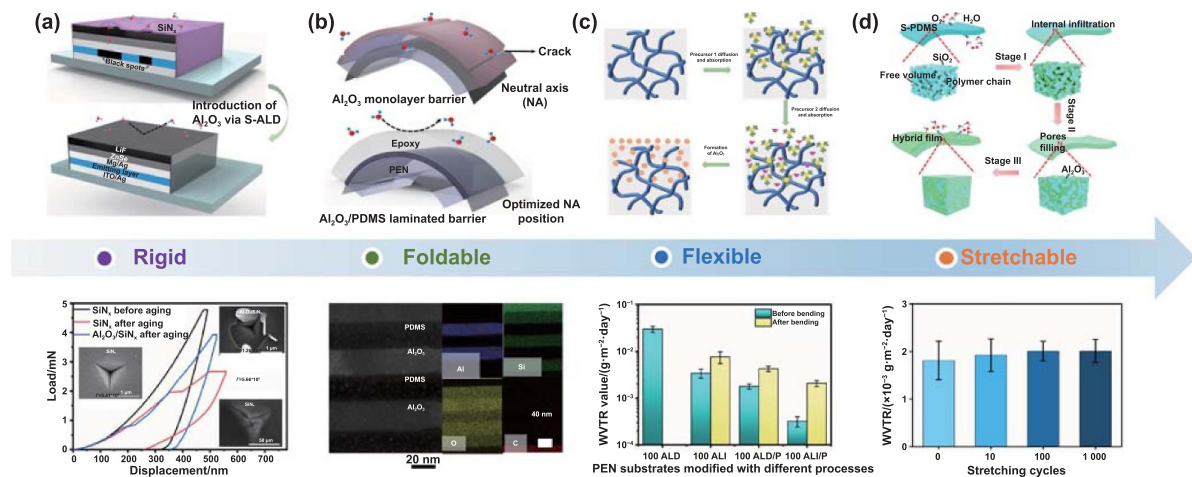 (a)
SiNₓ
"Black spots"
Introduction of
Al₂O₃ via S-ALD
LiF
ZnSe
Mg/Ag
Emitting layer
ITO/Ag
(b)
Crack
Neutral axis
(NA)
Al₂O₃ monolayer barrier
Epoxy
PEN
Optimized NA
position
Al₂O₃/PDMS laminated barrier
(c)
Precursor 1 diffusion
and absorption
Precursor 2 diffusion
and absorption
Formation
of Al₂O₃
(d)
O₂
H₂O
S-PDMS
Internal infiltration
SiO₂
Stage I
Free volume
Polymer chain
Stage II
Hybrid film
Pores
filling
Stage III
Al₂O₃
Rigid
Foldable
Flexible
Stretchable
Load/mN
5
4
3
2
1
0
SiNₓ before aging
SiNₓ after aging
Al₂O₃/SiNₓ after aging
SiNₓ
1 μm
1 μm
50 μm
0
100
200
300
400
500
600
700
Displacement/nm
PDMS
Al₂O₃
PDMS
Al₂O₃
Al
Si
O
C
40 nm
20 nm
WVTR value/(g·m⁻²·day⁻¹)
10⁻¹
10⁻²
10⁻³
10⁻⁴
Before bending
After bending
100 ALD
100 ALI
100 ALD/P
100 ALI/P
PEN substrates modified with different processes
WVTR/(×10⁻³ g·m⁻²·day⁻¹)
3
2
1
0
0
10
100
1 000
Stretching cycles